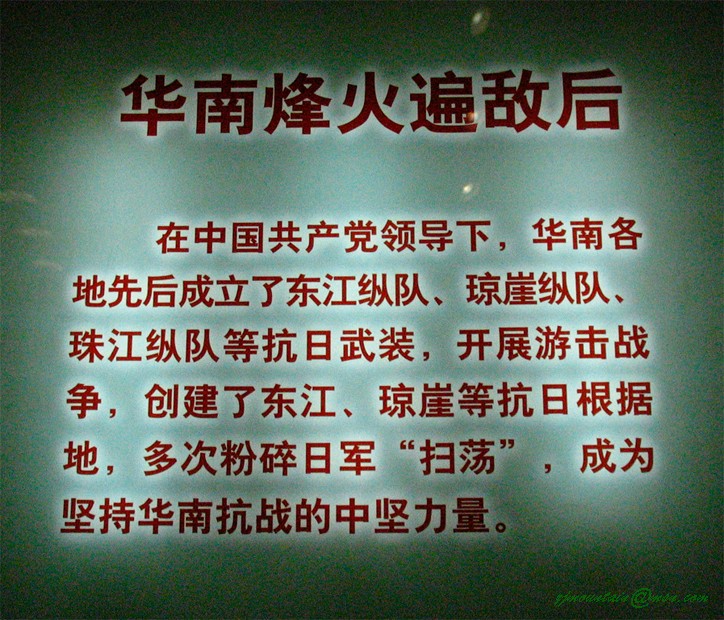 华南烽火遍敌后
在中国共产党领导下，华南各
地先后成立了东江纵队、琼崖纵队、
珠江纵队等抗日武装，开展游击战
争，创建了东江、琼崖等抗日根据
地，多次粉碎日军“扫荡”，成为
坚持华南抗战的中坚力量。